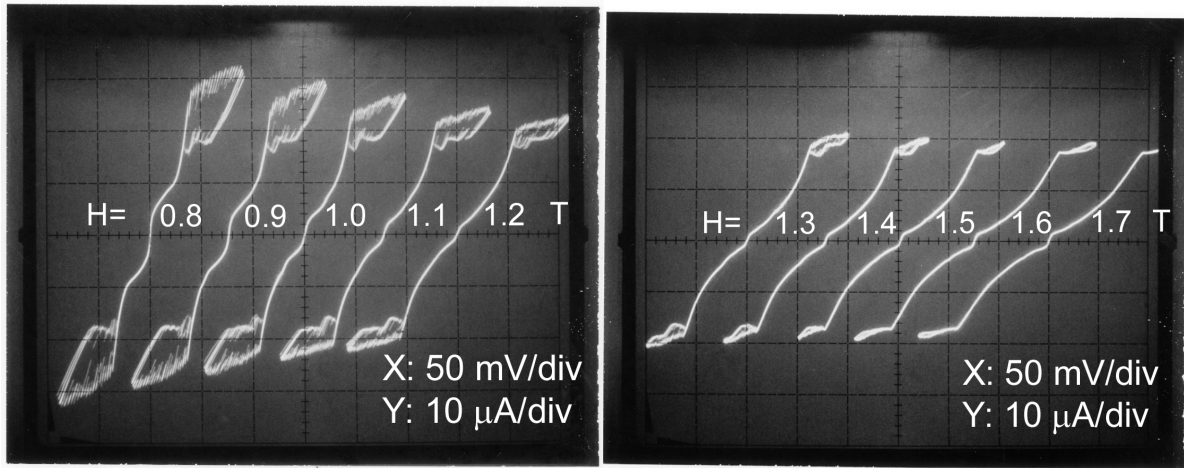 H= 0.8 0.9 1.0 1.1 1.2 T
X: 50 mV/div
Y: 10 μA/div
H= 1.3 1.4 1.5 1.6 1.7 T
X: 50 mV/div
Y: 10 μA/div